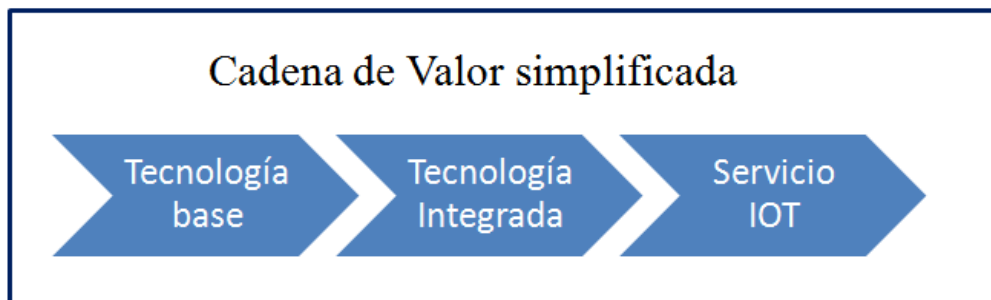 Cadena de Valor simplificada
Tecnología
base
Tecnología
Integrada
Servicio
IOT